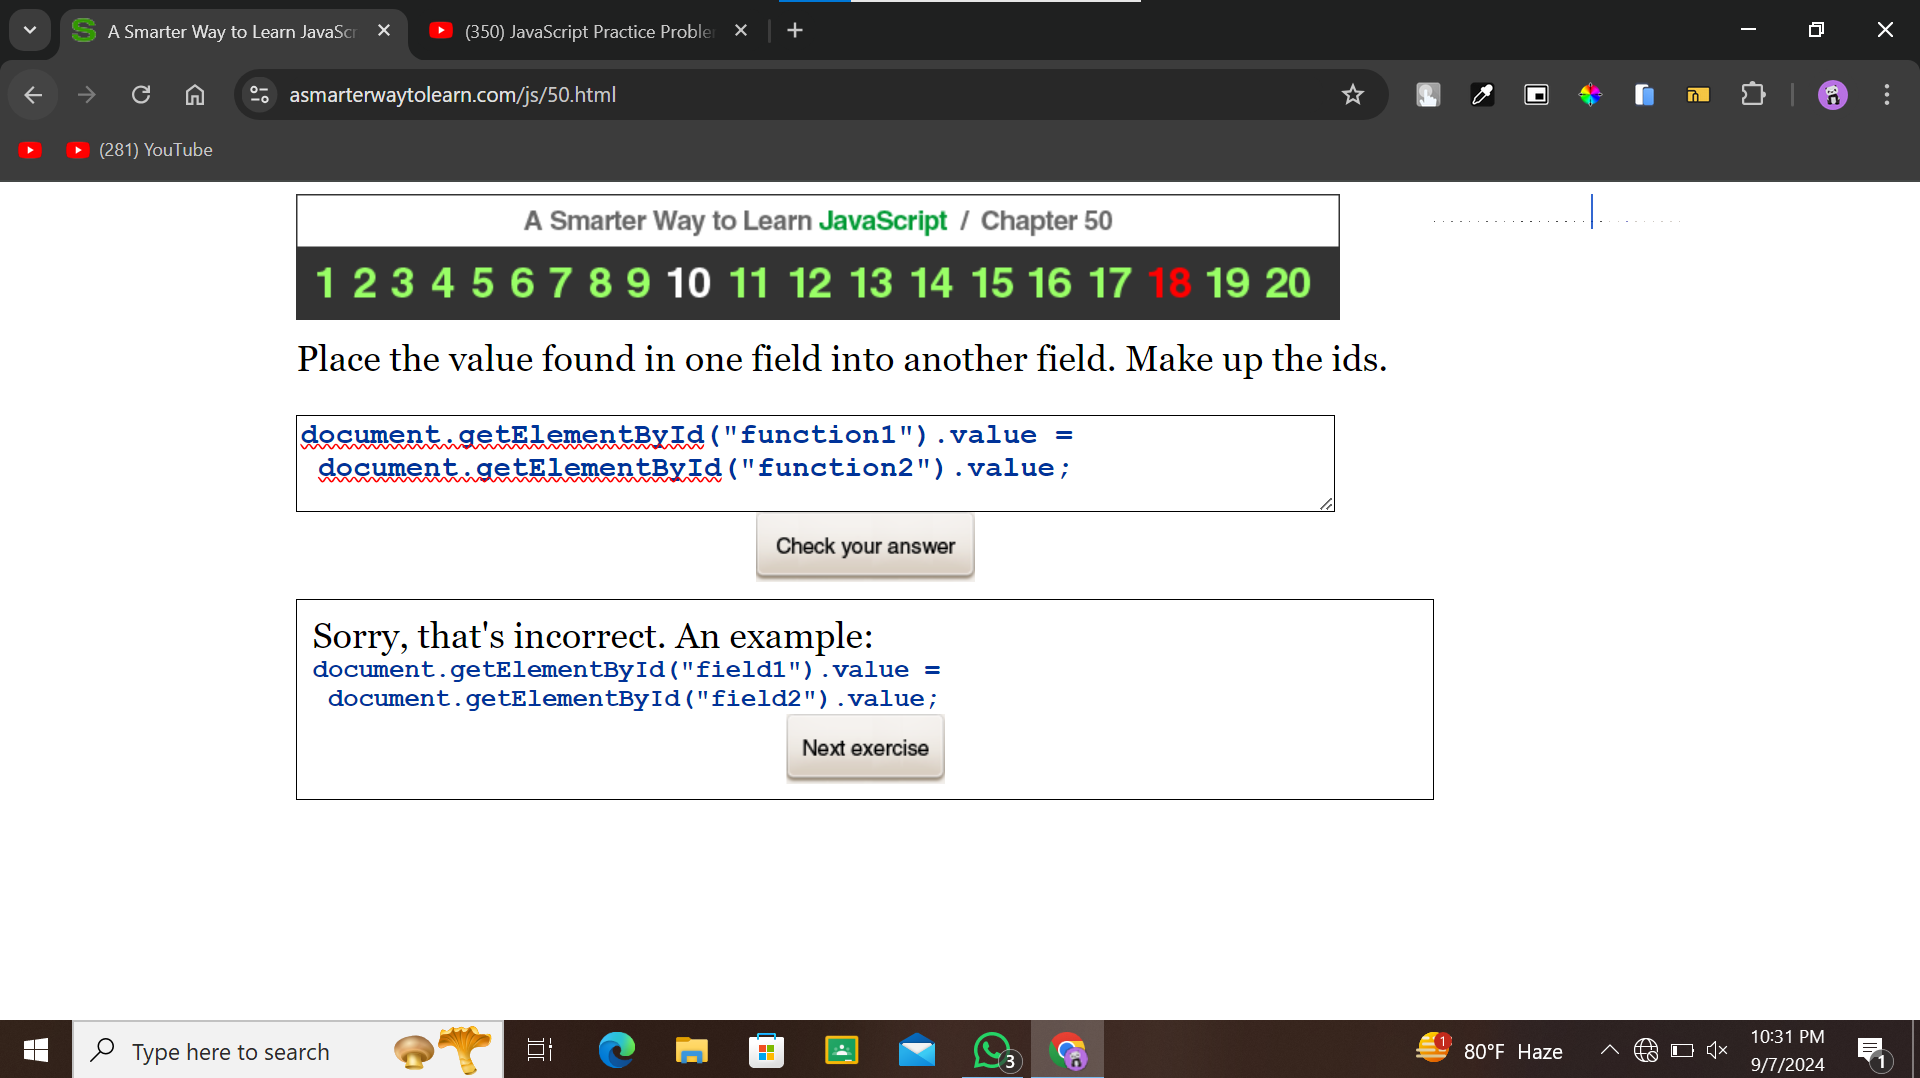 A Smarter Way to Learn JavaScr
(350) JavaScript Practice Proble
asmarterwaytolearn.com/js/50.html
(281) YouTube
A Smarter Way to Learn JavaScript / Chapter 50
1 2 3 4 5 6 7 8 9 10 11 12 13 14 15 16 17 18 19 20
Place the value found in one field into another field. Make up the ids.
document.getElementById("function1").value =
document.getElementById("function2").value;
Check your answer
Sorry, that's incorrect. An example:
document.getElementById("field1").value =
document.getElementById("field2").value;
Next exercise
Type here to search
3
1
80°F Haze
10:31 PM
9/7/2024
1